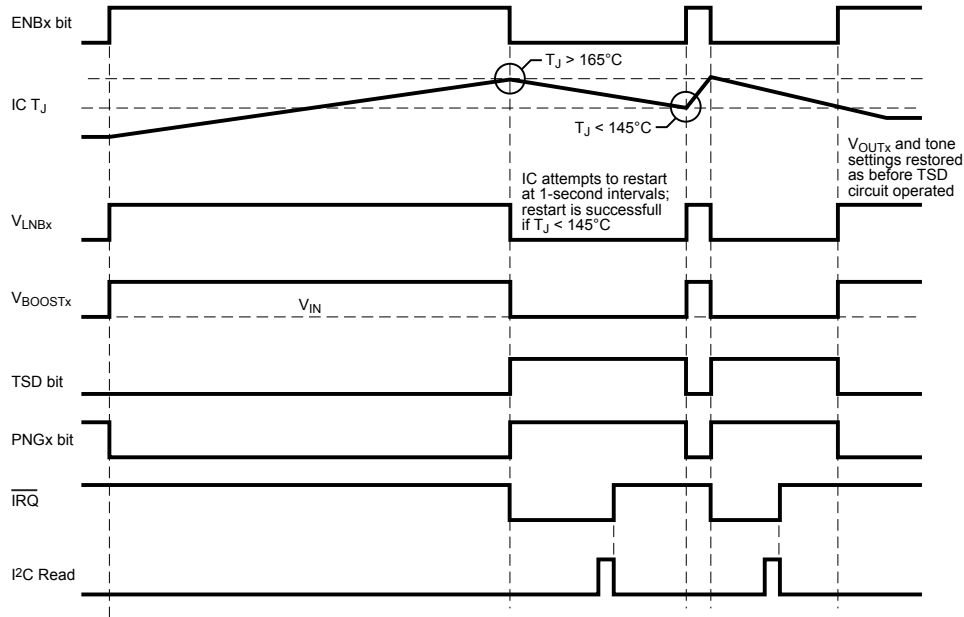 ENBx bit
TJ > 165°C
IC TJ
TJ < 145°C
VOUTx and tone
settings restored
as before TSD
circuit operated
IC attempts to restart
at 1-second intervals;
restart is successfull
if TJ < 145°C
VLNBx
VBOOSTx
VIN
TSD bit
PNGx bit
IRQ
I²C Read